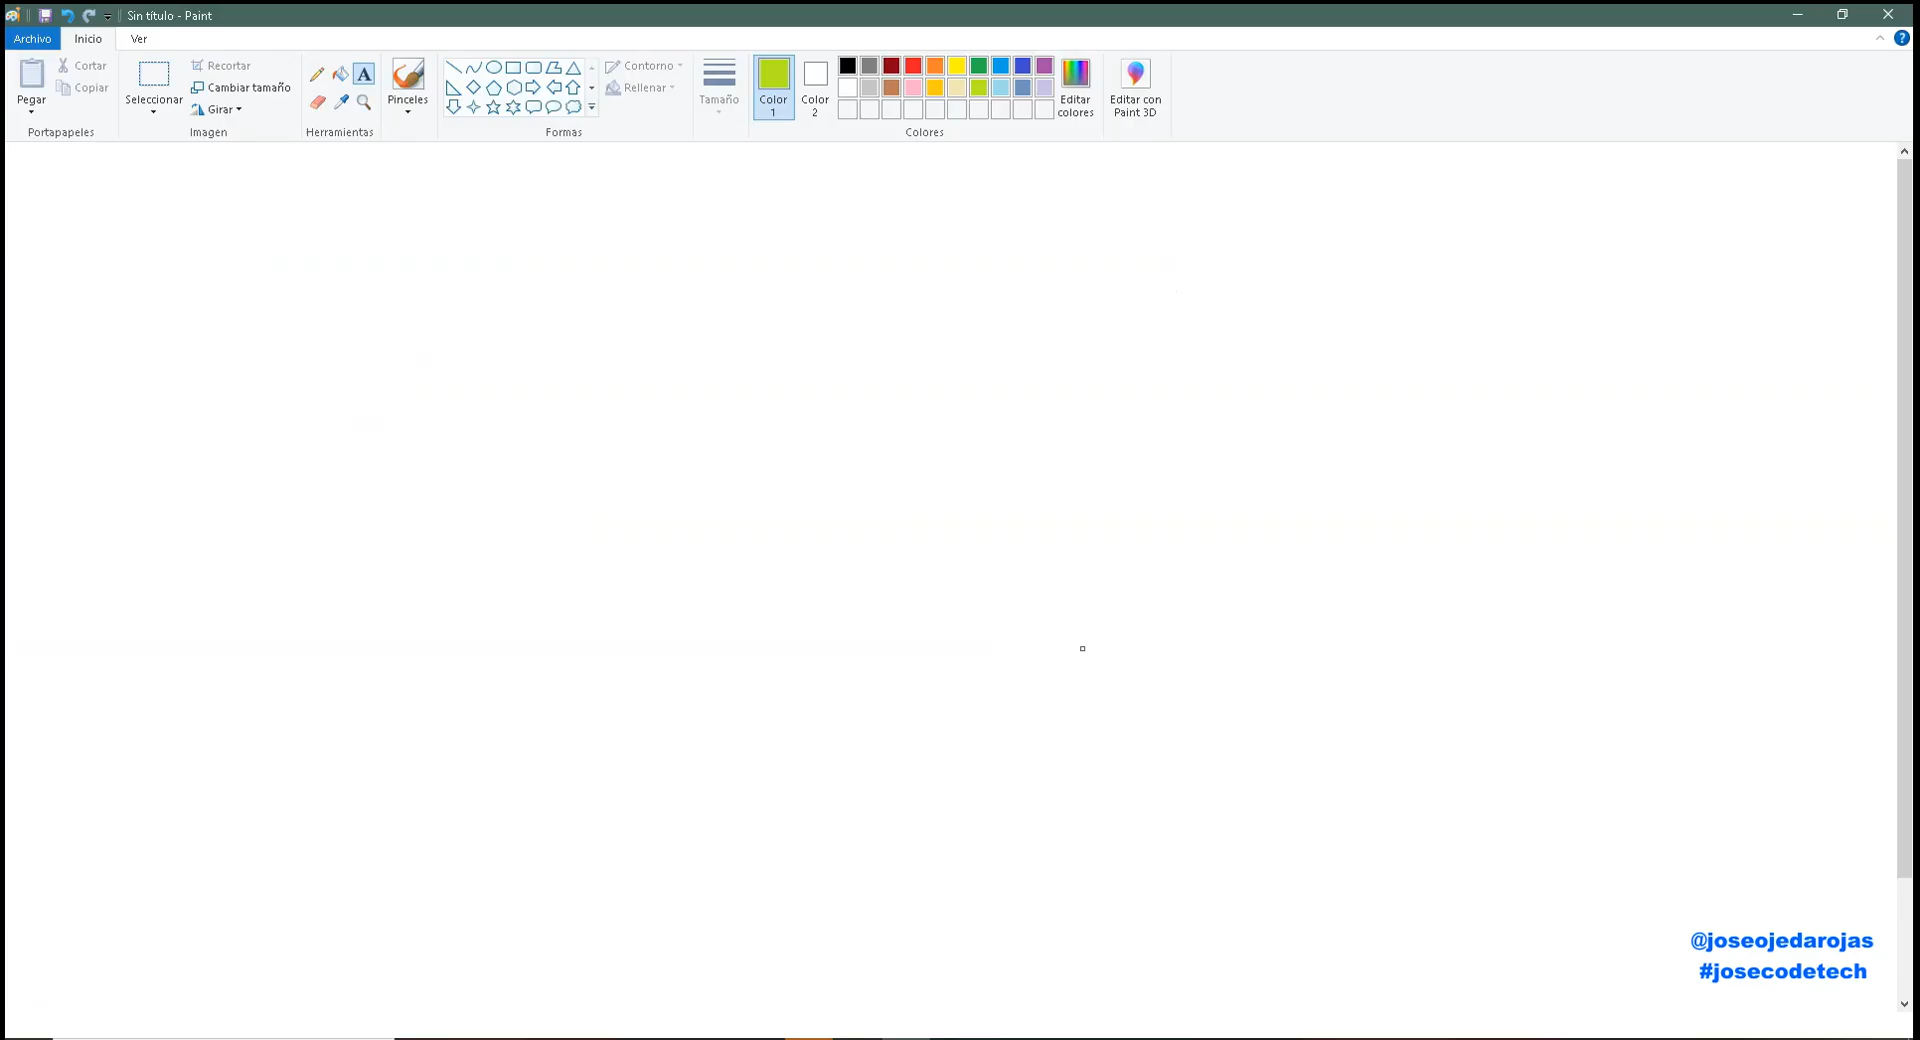 Sin título - Paint
Archivo Inicio Ver
Pegar
Cortar
Copiar
Portapapeles
Seleccionar
Recortar
Cambiar tamaño
Girar
Imagen
A
Herramientas
Pinceles
Contorno
Rellenar
Formas
Tamaño
Color 1
Color 2
Editar colores
Colores
Editar con Paint 3D
@joseojedarojas
#josecodetech